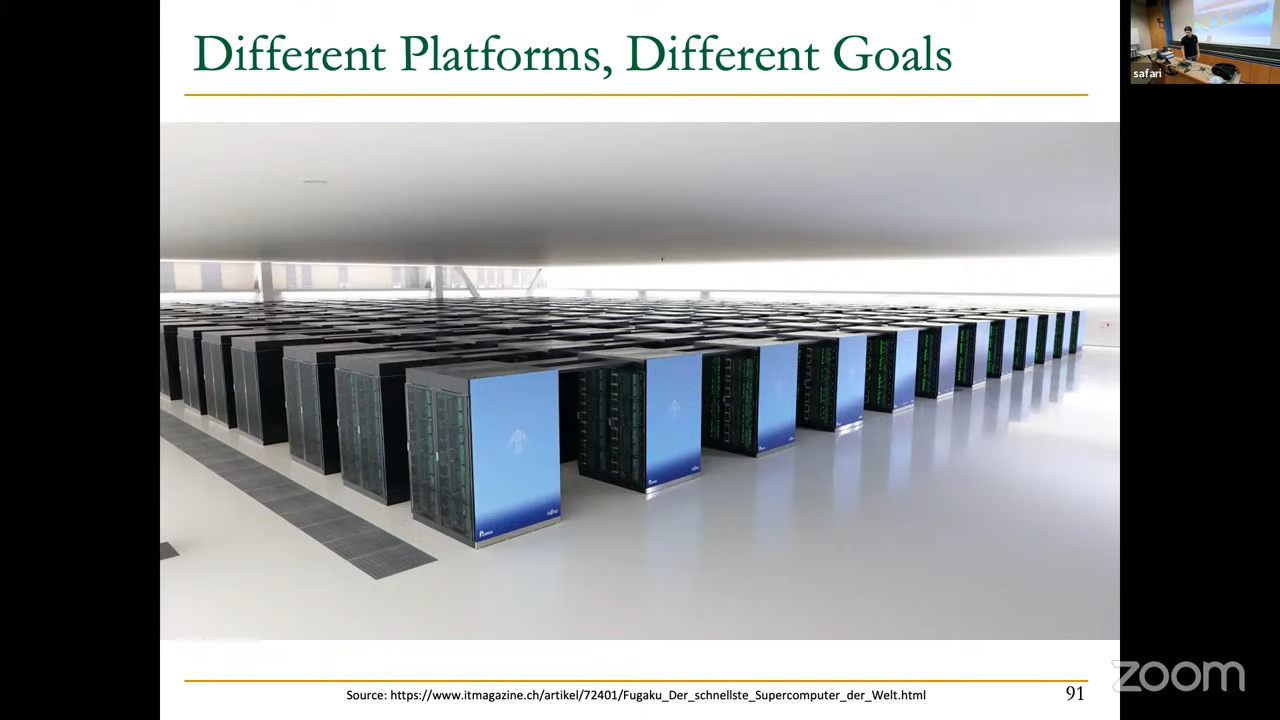 Different Platforms, Different Goals
safari
Source: https://www.itmagazine.ch/artikel/72401/Fugaku_Der_schnellste_Supercomputer_der_Welt.html
91
zoom